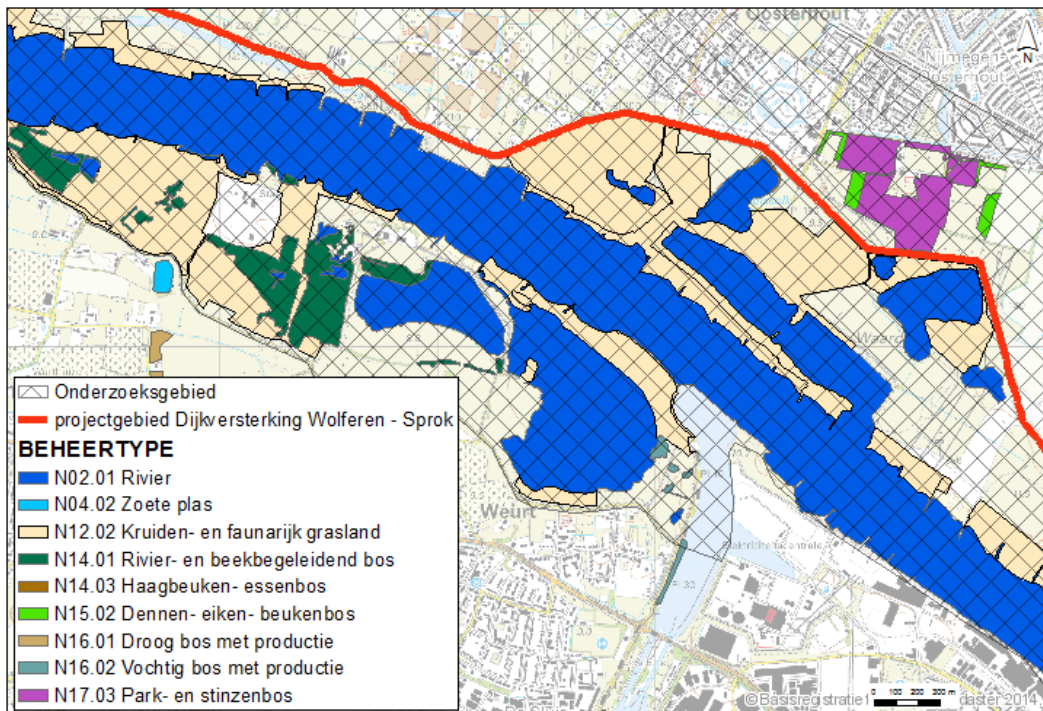 Oosterhout
N
Nijmegen
Oosterhout
Waard
Weurt
Onderzoeksgebied
projectgebied Dijkversterking Wolferen - Sprok
BEHEERTYPE
N02.01 Rivier
N04.02 Zoete plas
N12.02 Kruiden- en faunarijk grasland
N14.01 Rivier- en beekbegeleidend bos
N14.03 Haagbeuken- essenbos
N15.02 Dennen- eiken- beukenbos
N16.01 Droog bos met productie
N16.02 Vochtig bos met productie
N17.03 Park- en stinzenbos
0 100 200 300 m
©Basisregistratie daster 2014